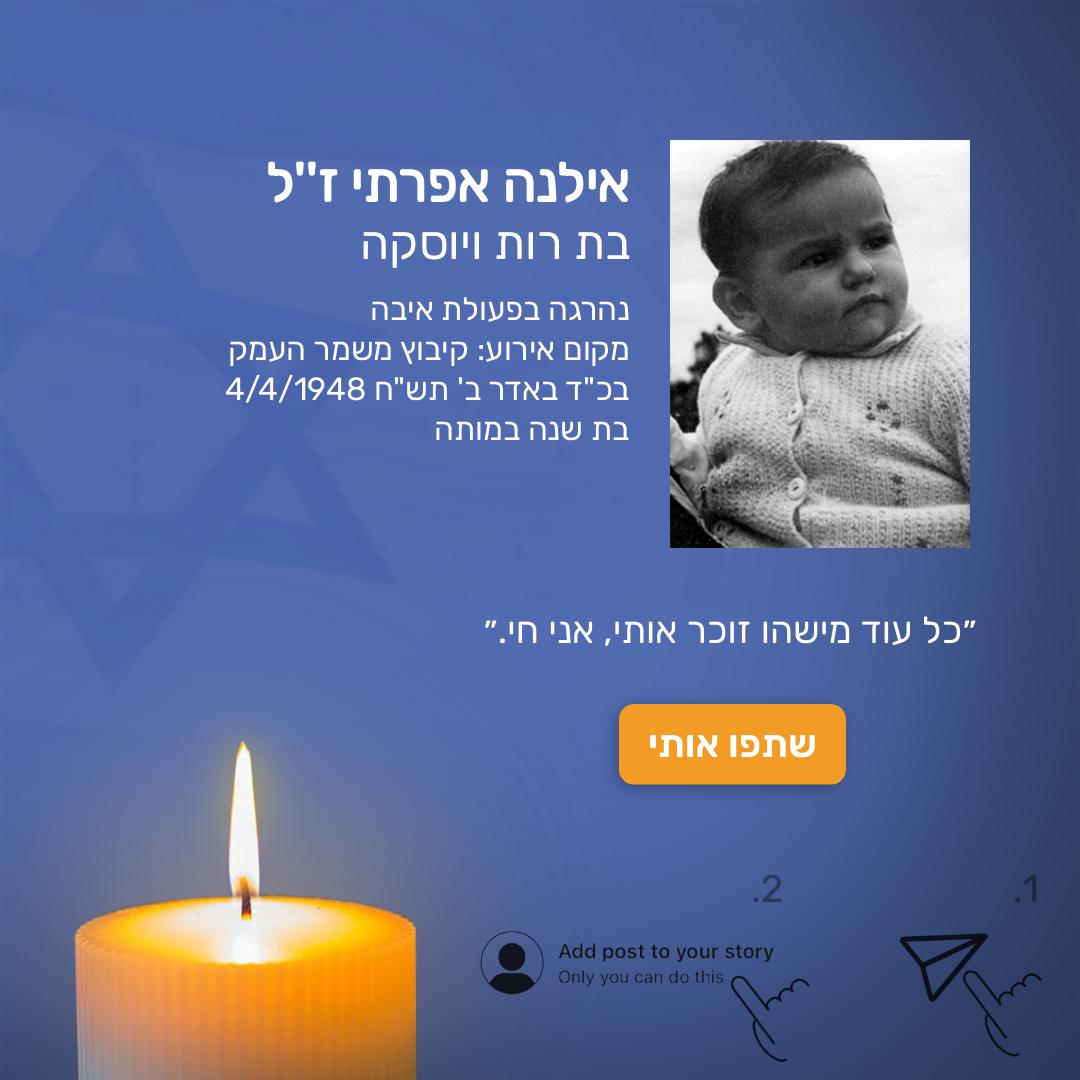 אילנה אפרתי ז"ל
בת רות ויוסקה
נהרגה בפעולת איבה
מקום אירוע: קיבוץ משמר העמק
בכ"ד באדר ב' תש"ח 4/4/1948
בת שנה במותה
״כל עוד מישהו זוכר אותי, אני חי.״
שתפו אותי
1.
2.
Add post to your story
Only you can do this